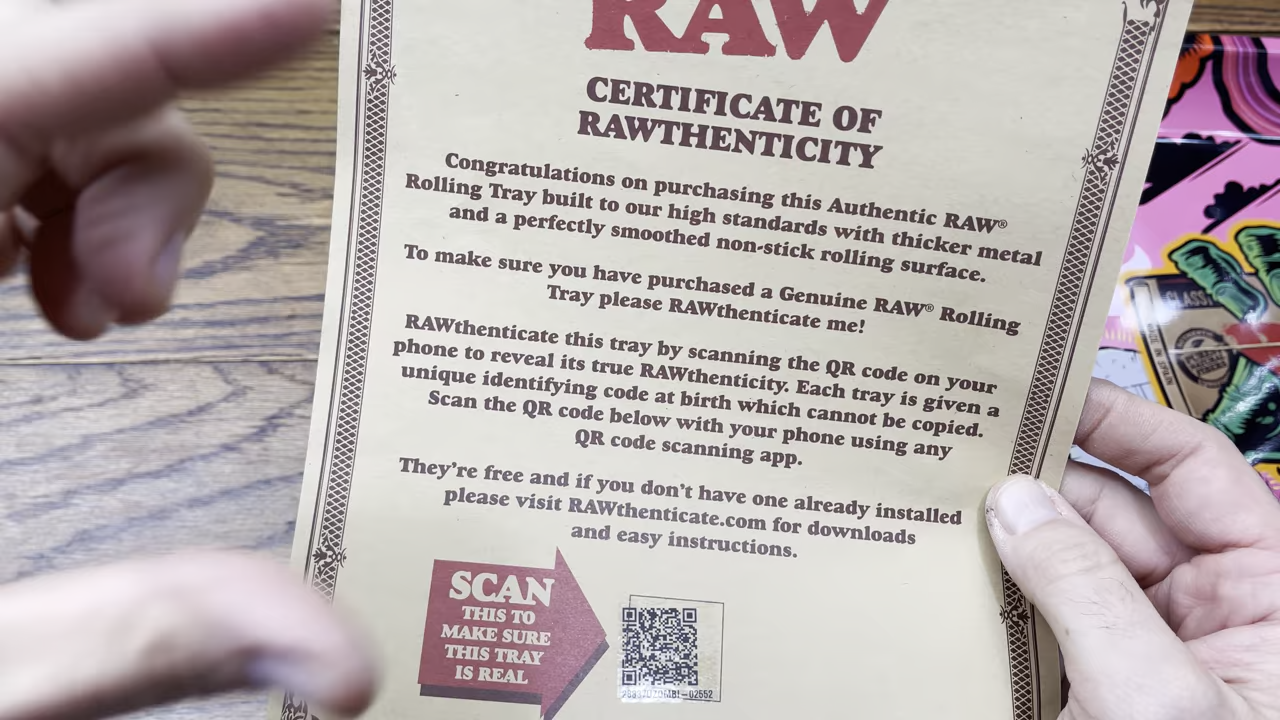 RAW
CERTIFICATE OF
RAWTHENTICITY
Congratulations on purchasing this Authentic RAW®
Rolling Tray built to our high standards with thicker metal
and a perfectly smoothed non-stick rolling surface.
To make sure you have purchased a Genuine RAW® Rolling
Tray please RAWthenticate me!
RAWthenticate this tray by scanning the QR code on your
phone to reveal its true RAWthenticity. Each tray is given a
unique identifying code at birth which cannot be copied.
Scan the QR code below with your phone using any
QR code scanning app.
They're free and if you don't have one already installed
please visit RAWthenticate.com for downloads
and easy instructions.
SCAN
THIS TO
MAKE SURE
THIS TRAY
IS REAL